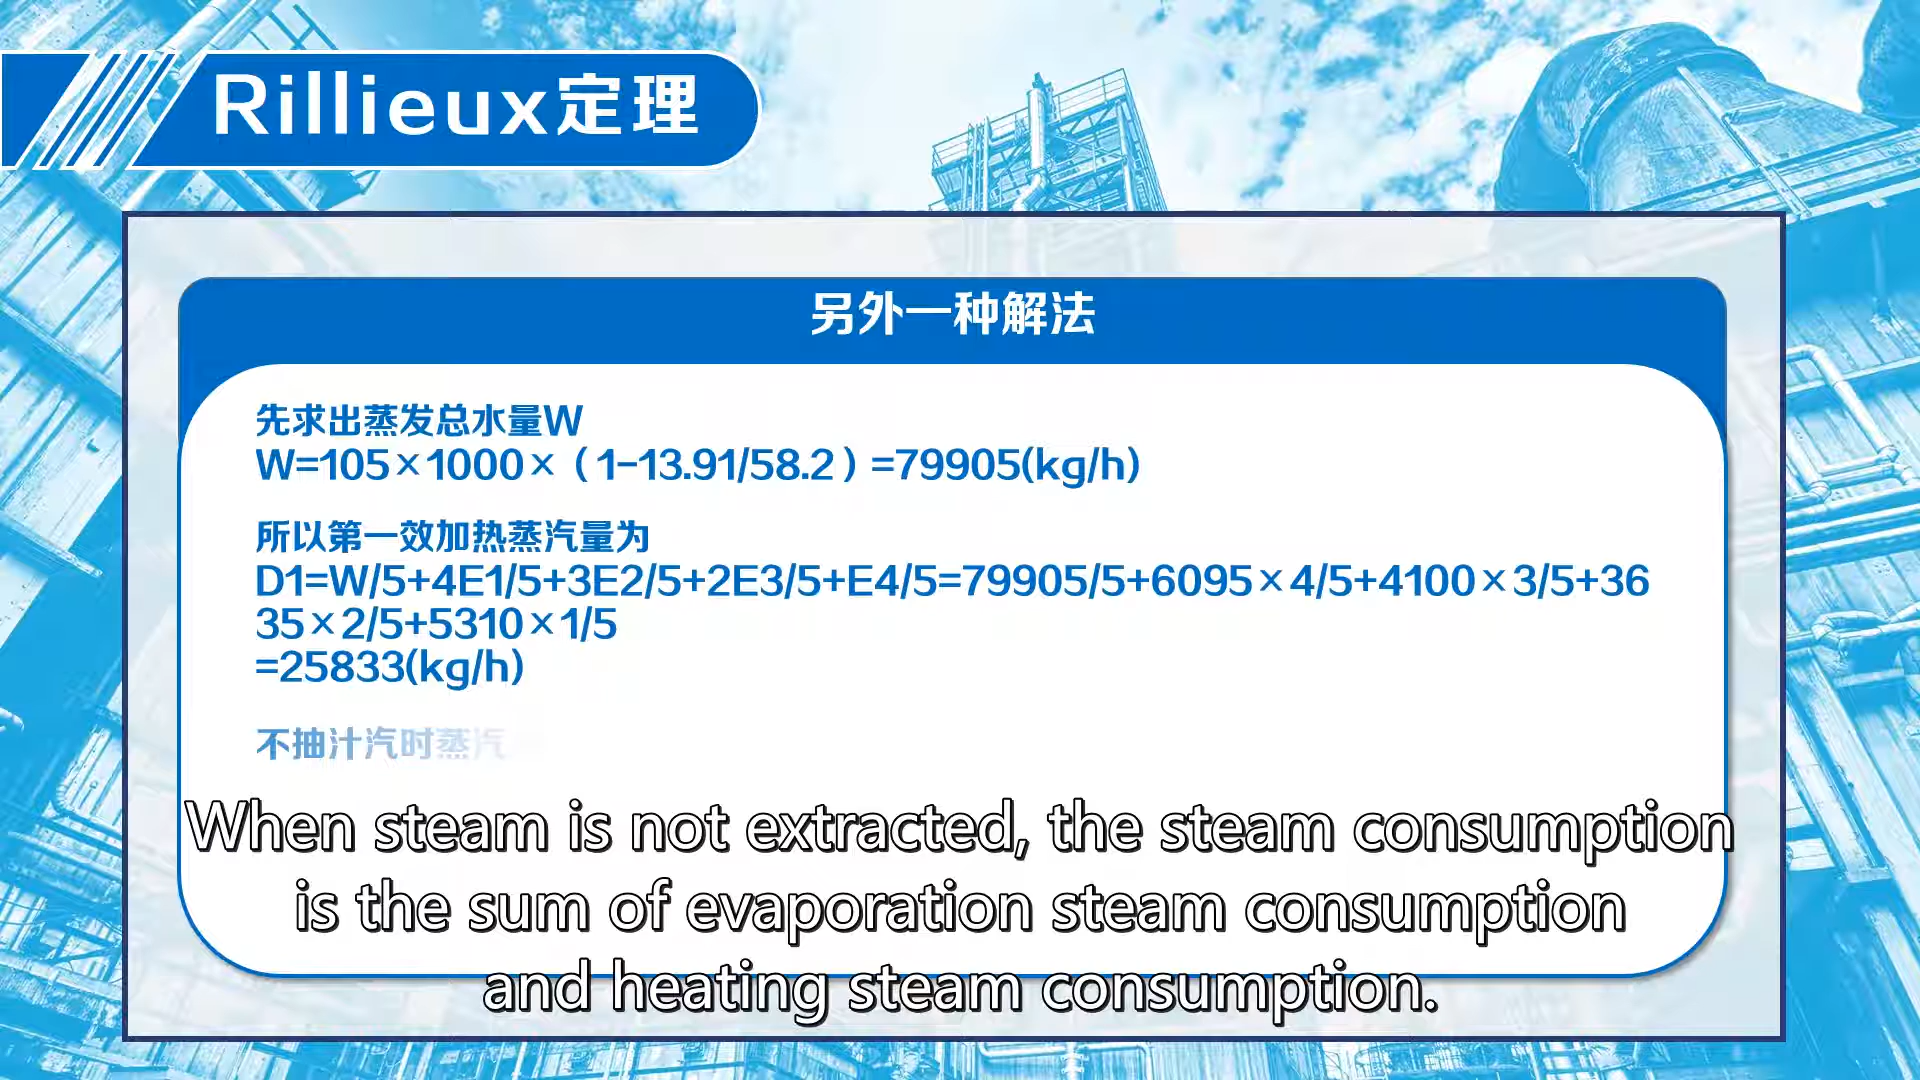 Rillieux定理
另外一种解法
先求出蒸发总水量W
W=105×1000×（1-13.91/58.2）=79905(kg/h)
所以第一效加热蒸汽量为
D1=W/5+4E1/5+3E2/5+2E3/5+E4/5=79905/5+6095×4/5+4100×3/5+36
35×2/5+5310×1/5
=25833(kg/h)
不抽汁汽时蒸汽
When steam is not extracted, the steam consumption
is the sum of evaporation steam consumption
and heating steam consumption.